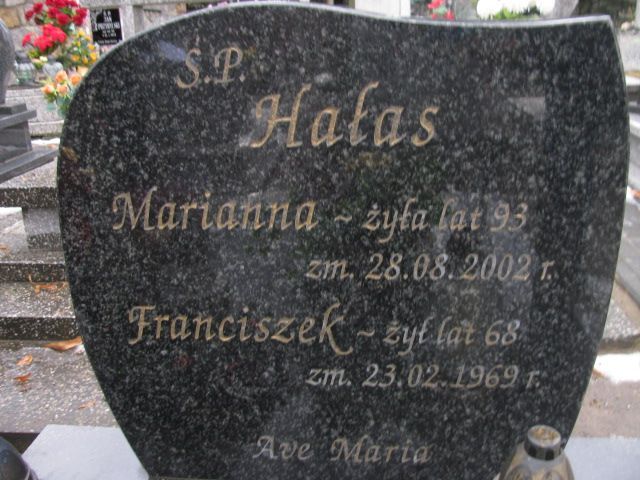 Ś.P.
Hałas
Marianna ~ żyła lat 93
zm. 28.08.2002 r.
Franciszek ~ żył lat 68
zm. 23.02.1969 r.
Ave Maria